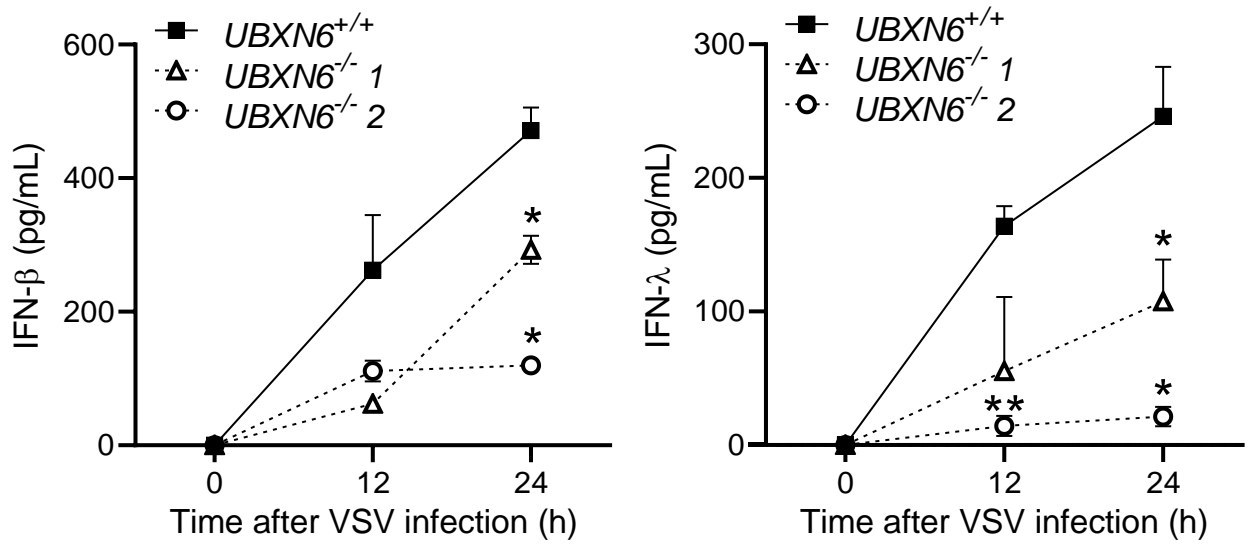 UBXN6+/+
UBXN6-/- 1
UBXN6-/- 2
600
400
200
0
IFN-β (pg/mL)
*
*
0 12 24
Time after VSV infection (h)
UBXN6+/+
UBXN6-/- 1
UBXN6-/- 2
300
200
100
0
IFN-λ (pg/mL)
*
**
*
0 12 24
Time after VSV infection (h)